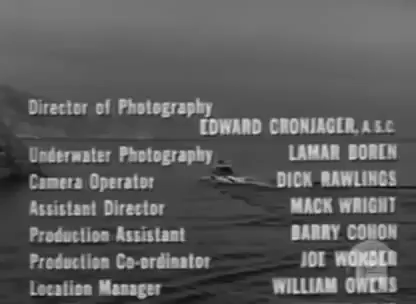 Director of Photography
EDWARD CRONJAGER, A.S.C.
Underwater Photography LAMAR BOREN
Camera Operator DICK RAWLINGS
Assistant Director MACK WRIGHT
Production Assistant BARRY COHON
Production Co-ordinator JOE WONDER
Location Manager WILLIAM OWENS